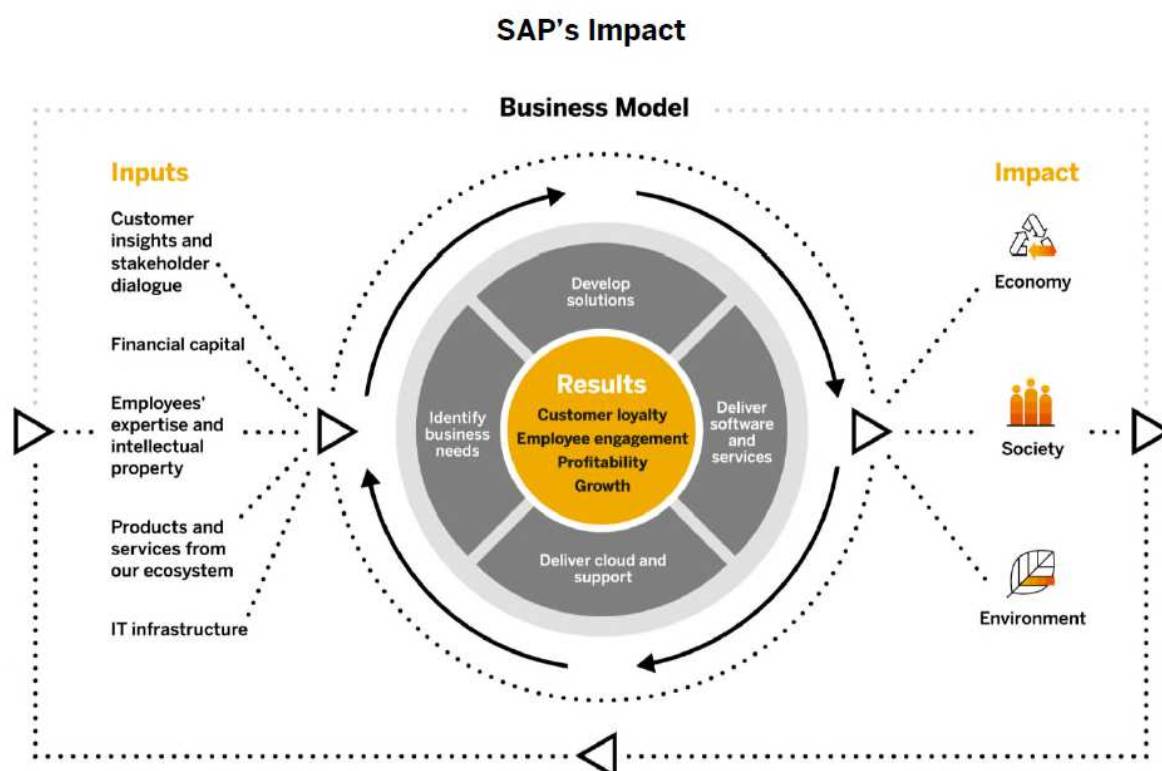 SAP's Impact
Business Model
Inputs
Customer
insights and
stakeholder
dialogue
Financial capital
Employees'
expertise and
intellectual
property
Products and
services from
our ecosystem
IT infrastructure
Develop
solutions
Identify
business
needs
Results
Customer loyalty
Employee engagement
Profitability
Growth
Deliver
software
and
services
Deliver cloud and
support
Impact
Economy
Society
Environment